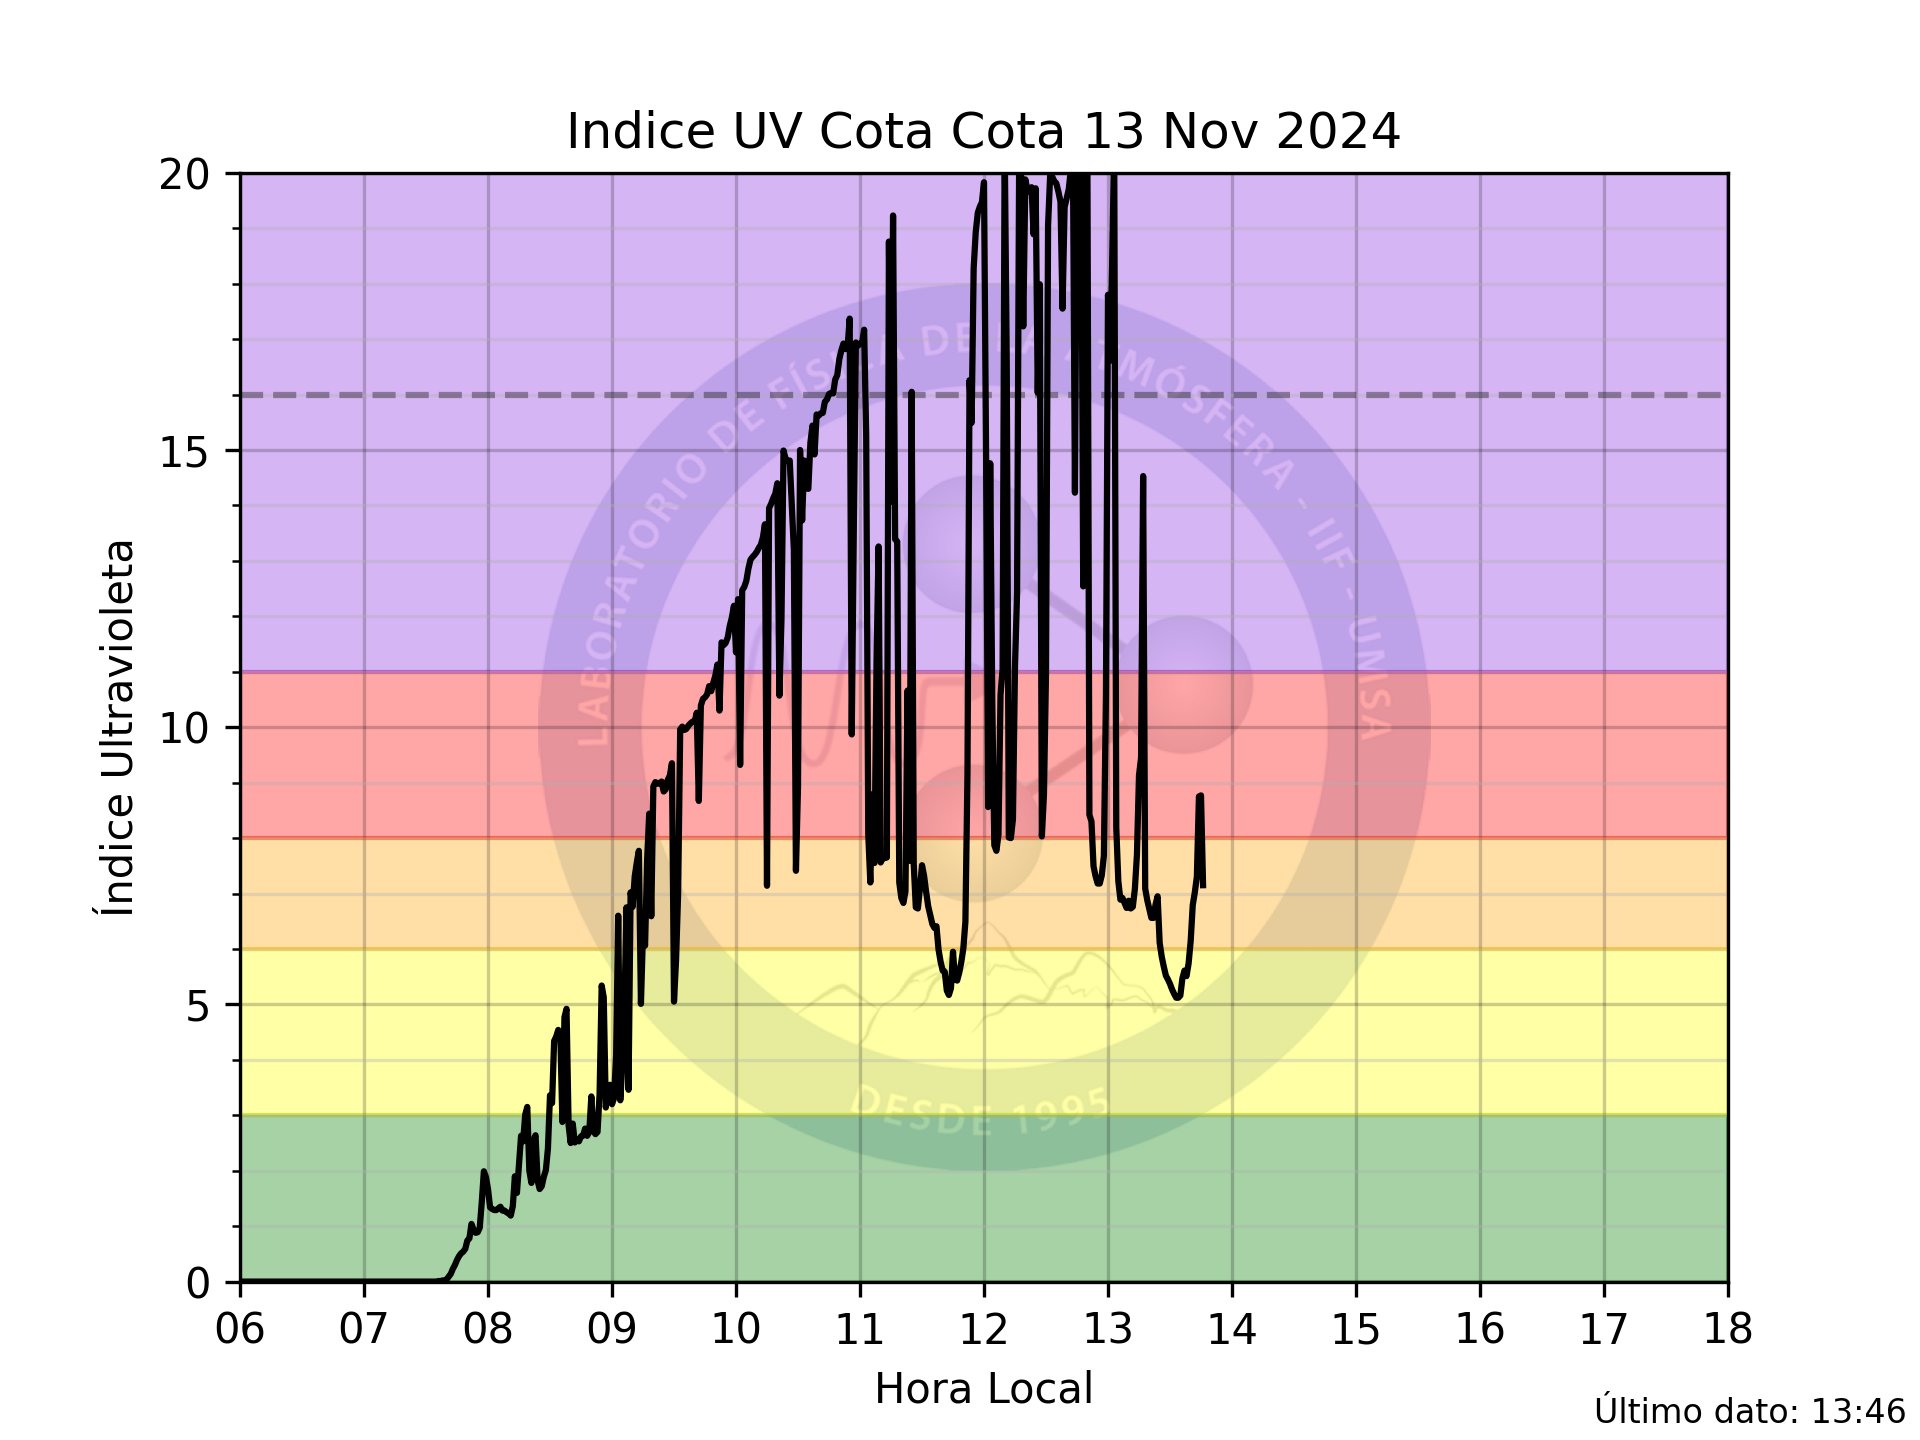 Indice UV Cota Cota 13 Nov 2024
20
15
10
5
0
Índice Ultravioleta
LABORATORIO DE FÍSICA DE LA ATMÓSFERA - IIF - UMSA
DESDE 1995
06 07 08 09 10 11 12 13 14 15 16 17 18
Hora Local
Último dato: 13:46